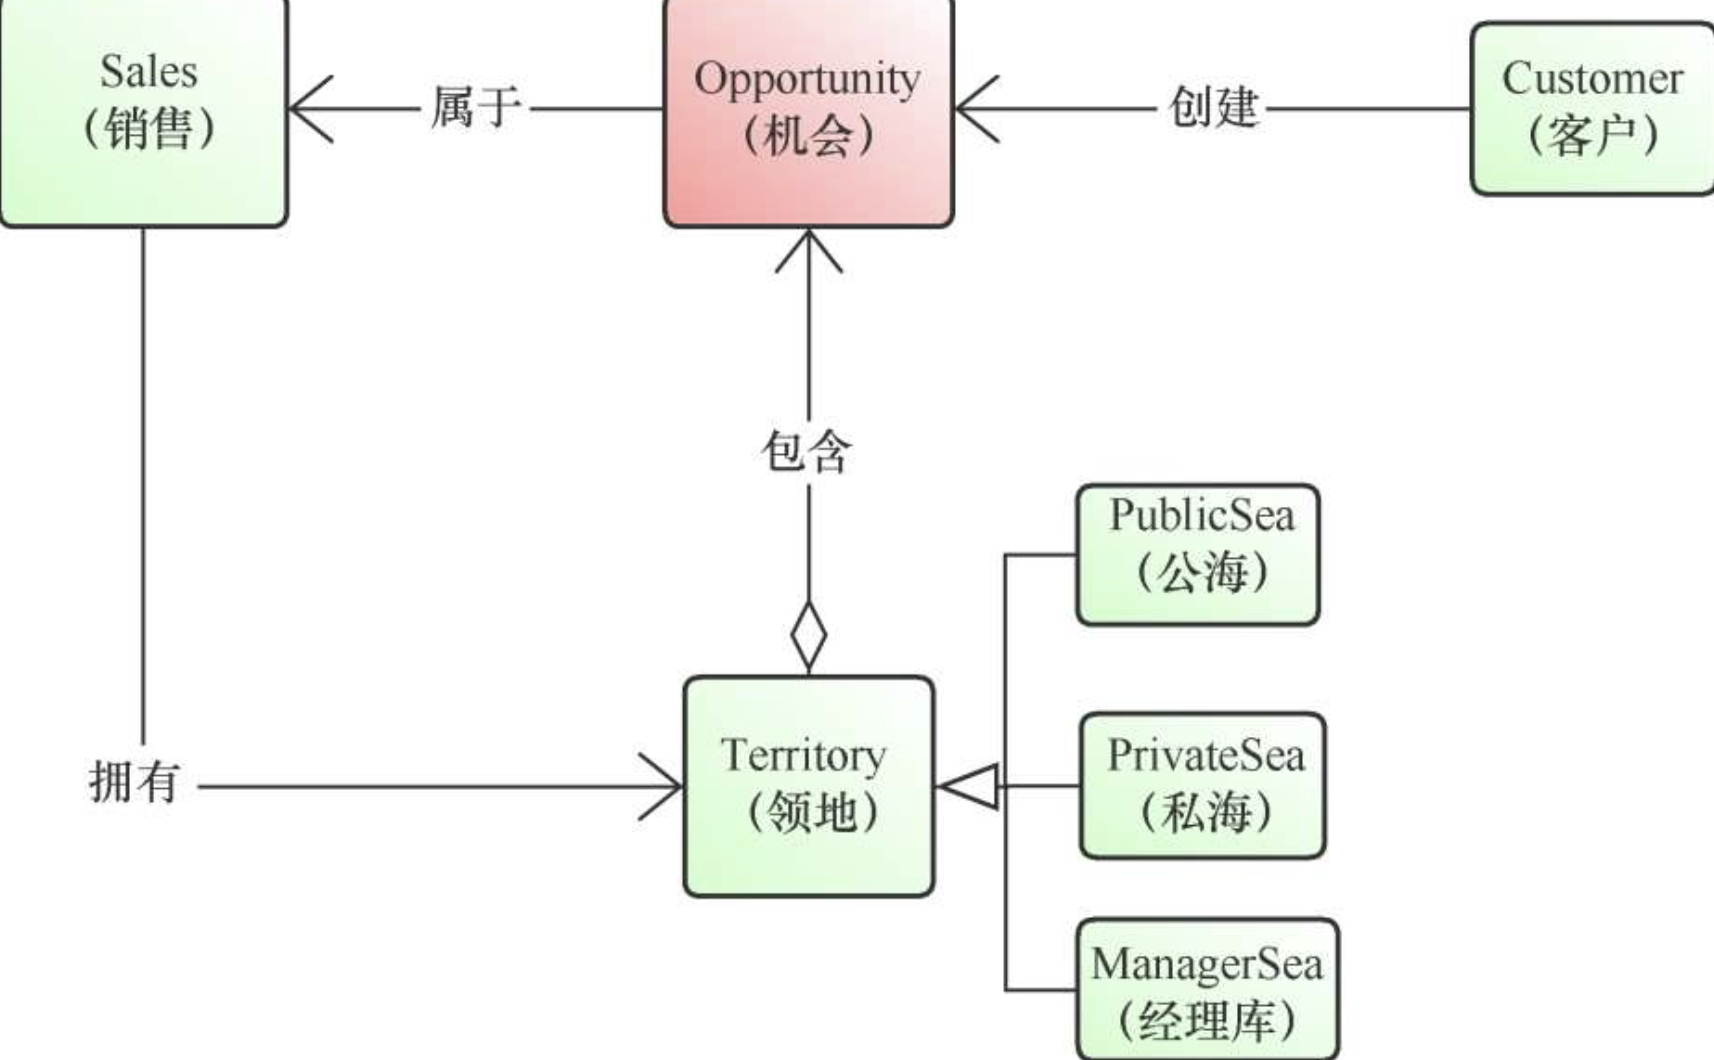 Sales
（销售）
属于
Opportunity
（机会）
创建
Customer
（客户）
包含
PublicSea
（公海）
Territory
（领地）
PrivateSea
（私海）
拥有
ManagerSea
（经理库）